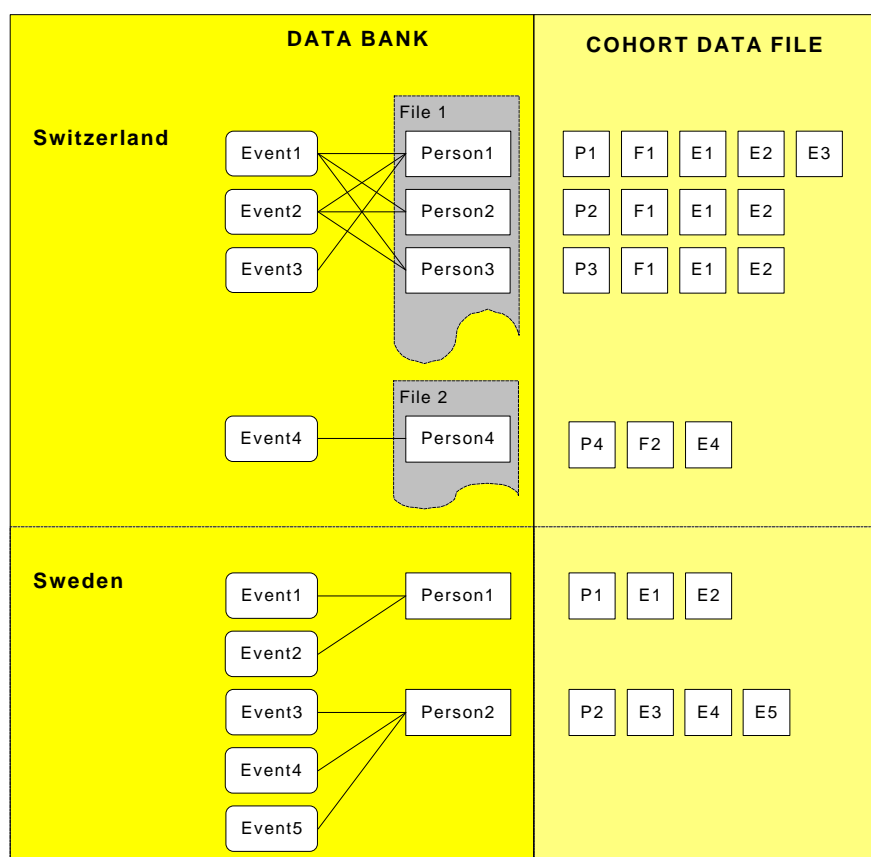 DATA BANK
COHORT DATA FILE
Switzerland
File 1
Event1 Person1 P1 F1 E1 E2 E3
Event2 Person2 P2 F1 E1 E2
Event3 Person3 P3 F1 E1 E2
File 2
Event4 Person4 P4 F2 E4
Sweden
Event1 Person1 P1 E1 E2
Event2
Event3 Person2 P2 E3 E4 E5
Event4
Event5